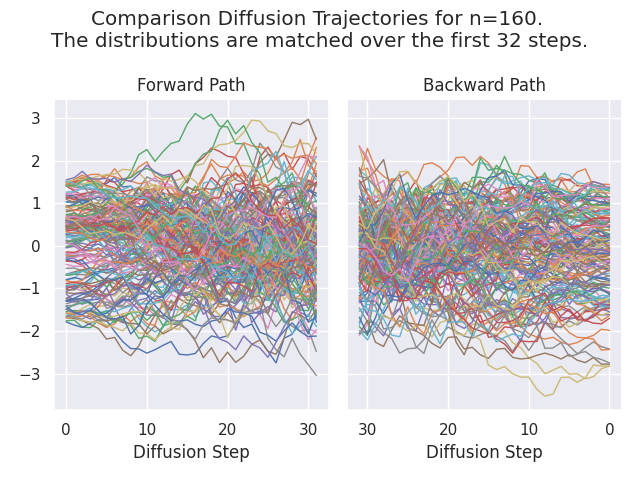 Comparison Diffusion Trajectories for n=160.
The distributions are matched over the first 32 steps.
Forward Path
Backward Path
3
2
1
0
−1
−2
−3
0 10 20 30
30 20 10 0
Diffusion Step
Diffusion Step